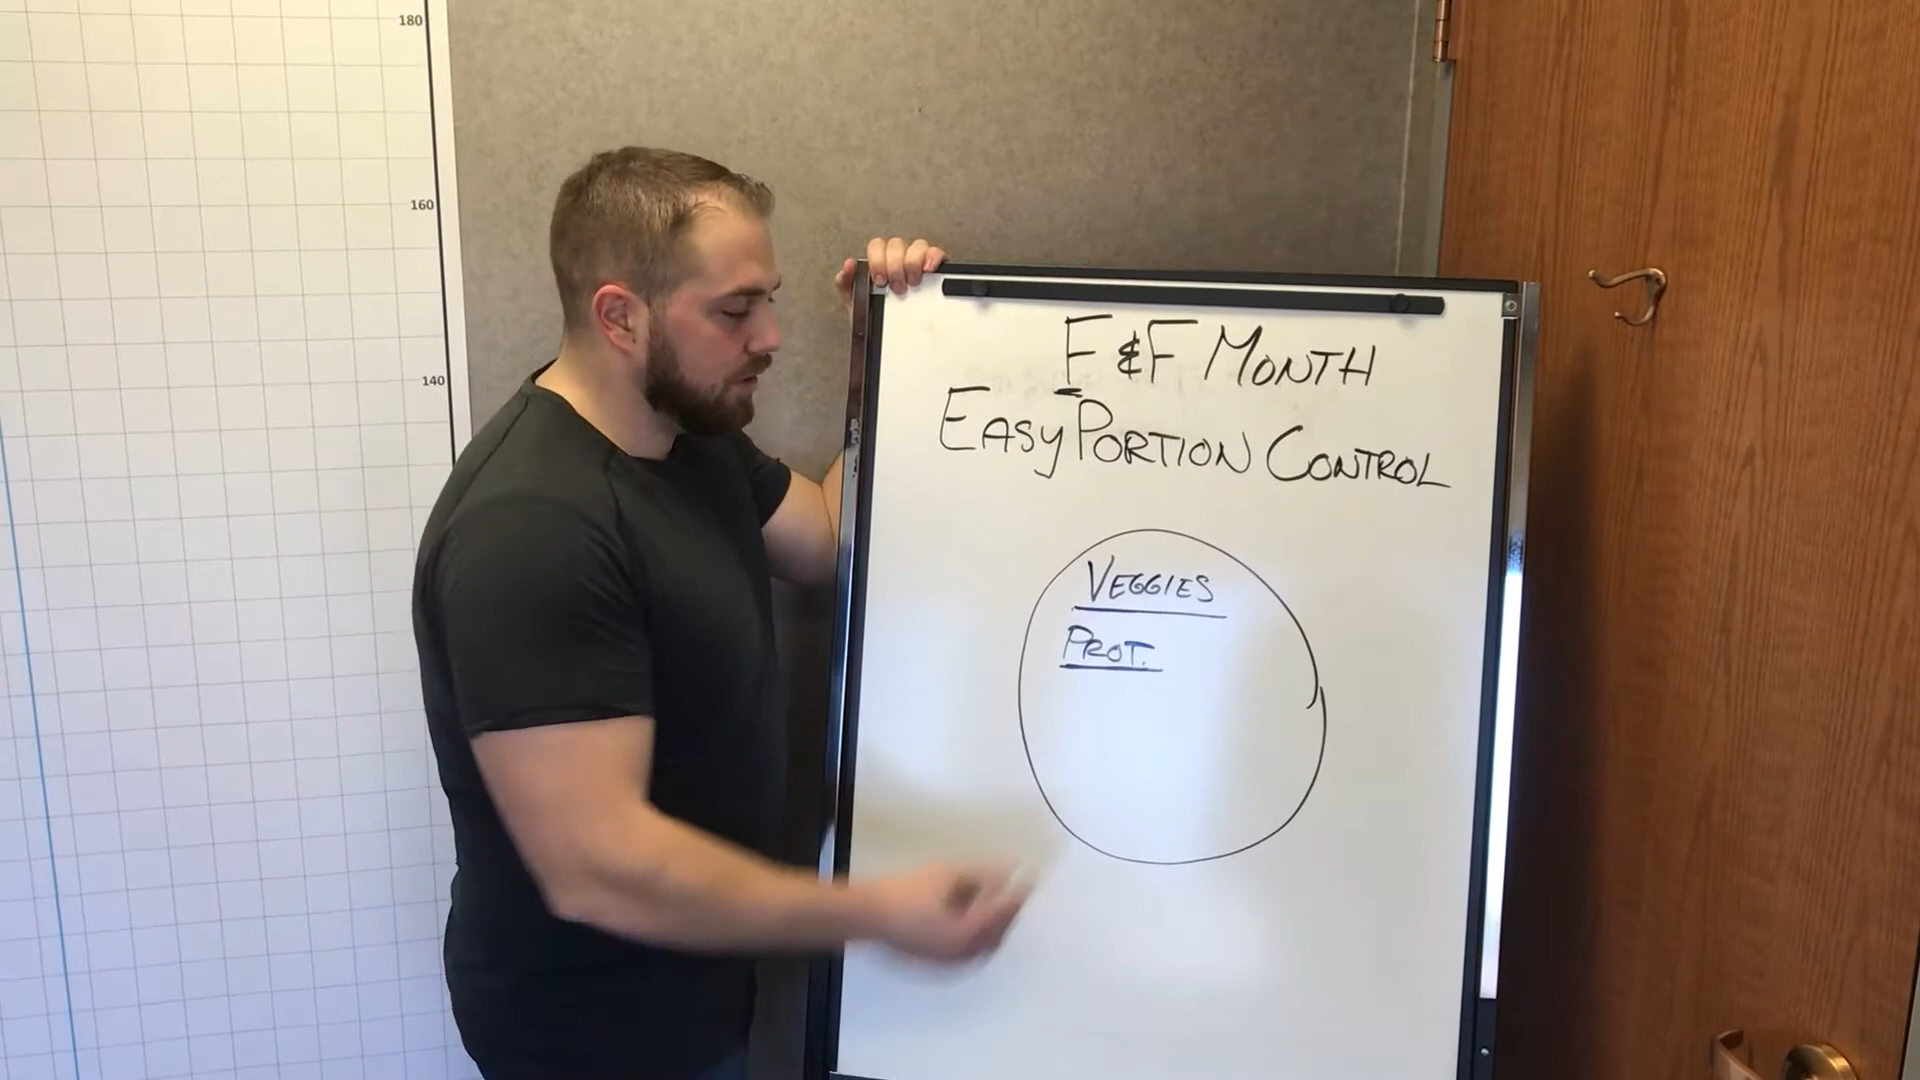 180
160
140
F & F MONTH
EASY PORTION CONTROL
VEGGIES
PROT.